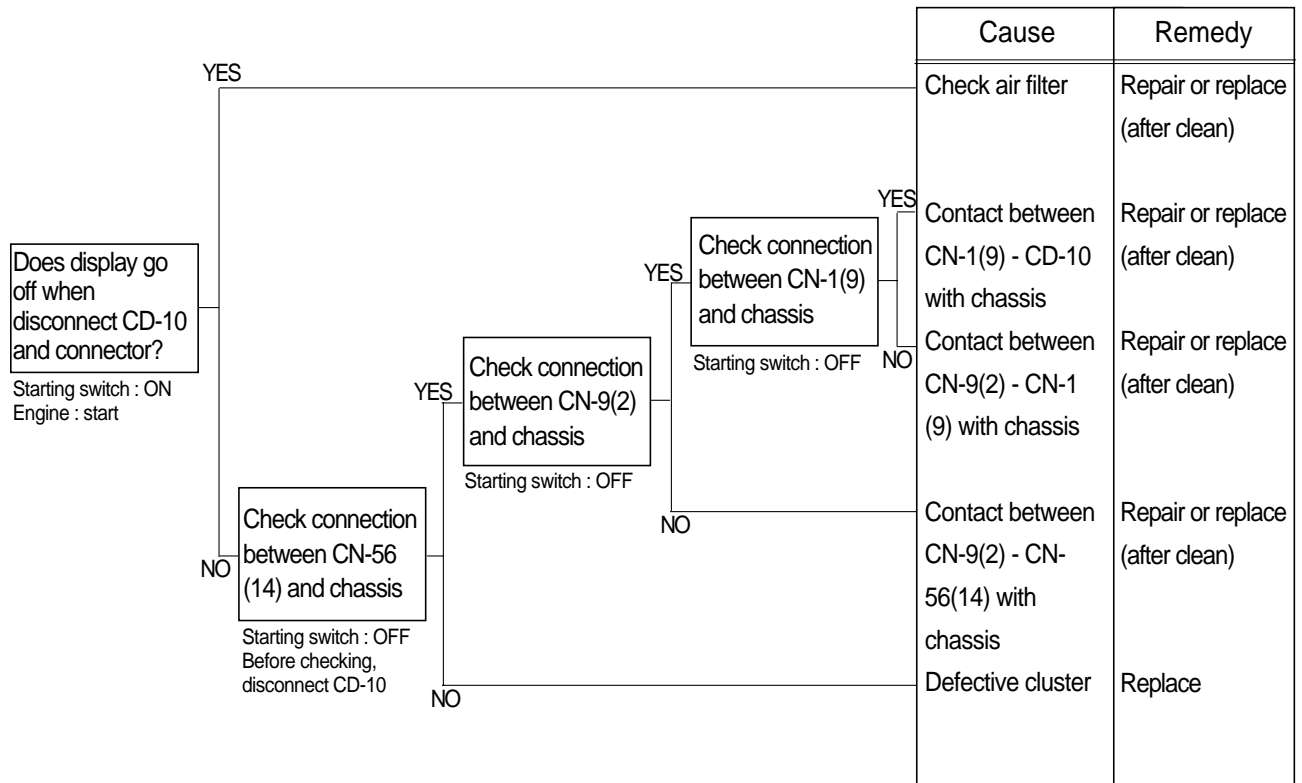 Cause
Remedy
YES
Check air filter
Repair or replace
(after clean)
YES
Contact between
CN-1(9) - CD-10
with chassis
Repair or replace
(after clean)
Check connection
between CN-1(9)
and chassis
Starting switch : OFF
YES
NO
Contact between
CN-9(2) - CN-1
(9) with chassis
Repair or replace
(after clean)
Does display go
off when
disconnect CD-10
and connector?
Starting switch : ON
Engine : start
Check connection
between CN-9(2)
and chassis
Starting switch : OFF
YES
NO
Contact between
CN-9(2) - CN-
56(14) with
chassis
Repair or replace
(after clean)
NO
Check connection
between CN-56
(14) and chassis
Starting switch : OFF
Before checking,
disconnect CD-10
NO
Defective cluster
Replace